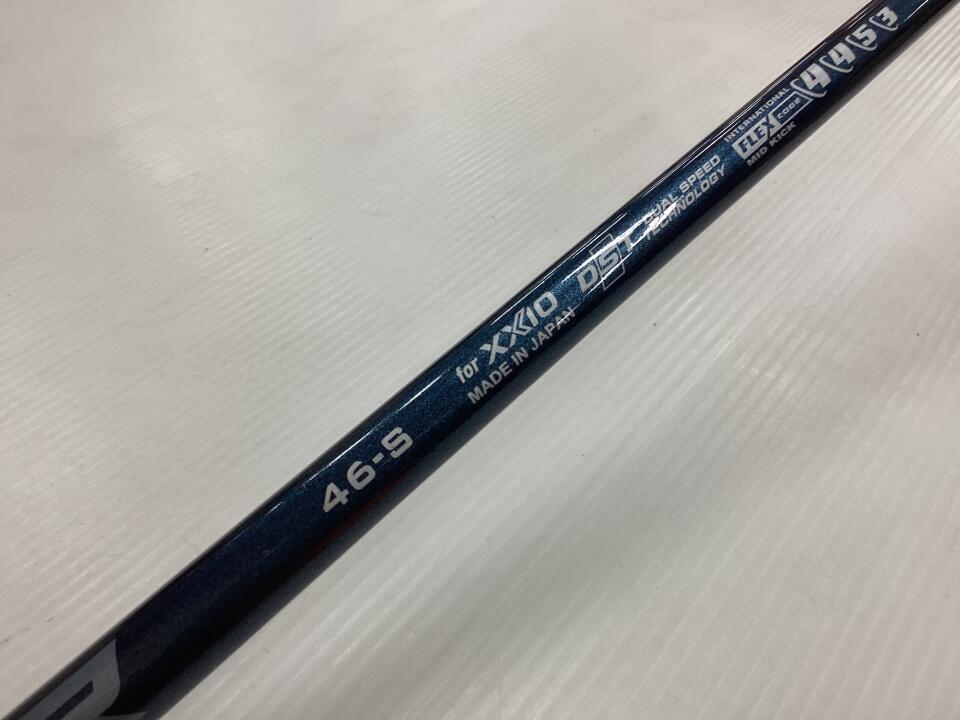 R
46-S
for XXIO
MADE IN JAPAN
DST
DUAL SPEED
TECHNOLOGY
INTERNATIONAL
FLEX CODE
MID KICK
4453